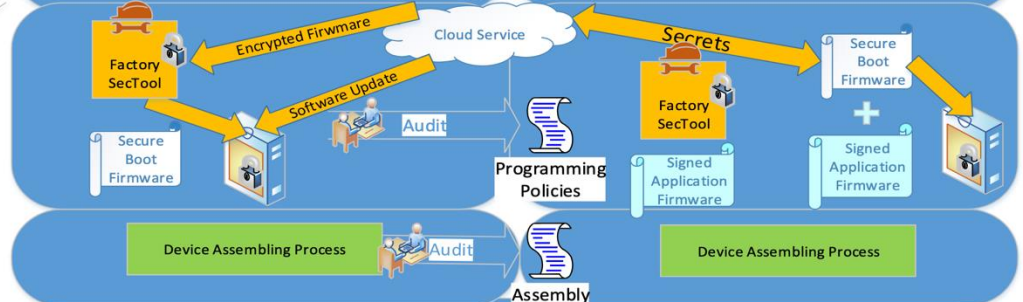 Encrypted Firwmare
Cloud Service
Secrets
Factory
SecTool
Software Update
Secure
Boot
Firmware
Audit
Programming
Policies
Factory
SecTool
Signed
Application
Firmware
Secure
Boot
Firmware
Signed
Application
Firmware
Device Assembling Process
Audit
Assembly
Device Assembling Process